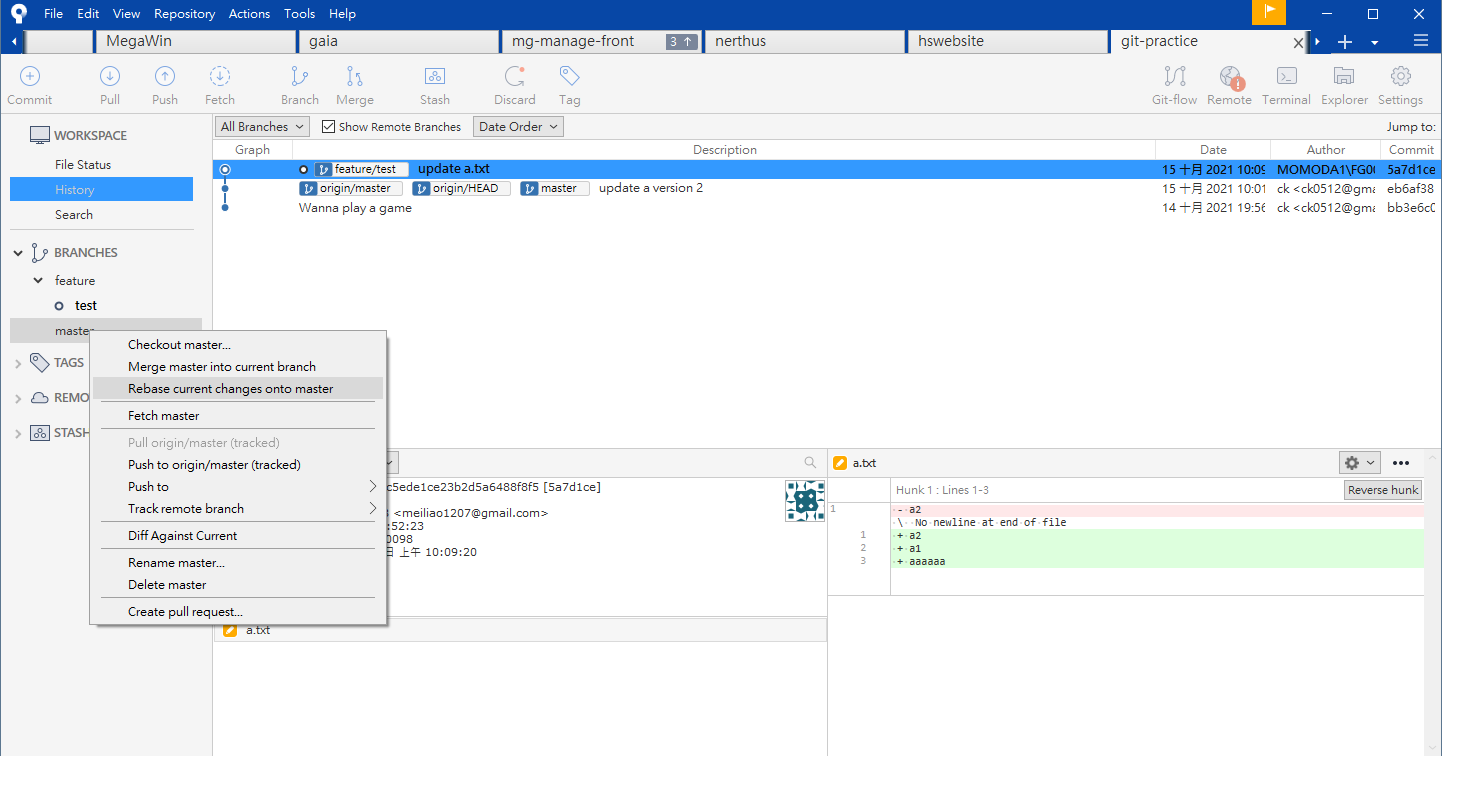 File Edit View Repository Actions Tools Help
MegaWin gaia mg-manage-front 3 ↑ nerthus hswebsite git-practice
Commit Pull Push Fetch Branch Merge Stash Discard Tag Git-flow Remote Terminal Explorer Settings
WORKSPACE
File Status
History
Search
BRANCHES
feature
test
master
TAGS
REMO
STASH
All Branches Show Remote Branches Date Order Jump to:
Graph Description Date Author Commit
feature/test update a.txt 15 十月 2021 10:09 MOMODA1\FG00 5a7d1ce
origin/master origin/HEAD master update a version 2 15 十月 2021 10:01 ck <ck0512@gma eb6af38
Wanna play a game 14 十月 2021 19:56 ck <ck0512@gma bb3e6c0
Checkout master...
Merge master into current branch
Rebase current changes onto master
Fetch master
Pull origin/master (tracked)
Push to origin/master (tracked)
Push to
Track remote branch
Diff Against Current
Rename master...
Delete master
Create pull request...
c5ede1ce23b2d5a6488f8f5 [5a7d1ce]
<meiliao1207@gmail.com>
:52:23
0098
上午 10:09:20
a.txt
a.txt
Hunk 1 : Lines 1-3 Reverse hunk
1 - a2
\ No newline at end of file
1 + a2
2 + a1
3 + aaaaaa